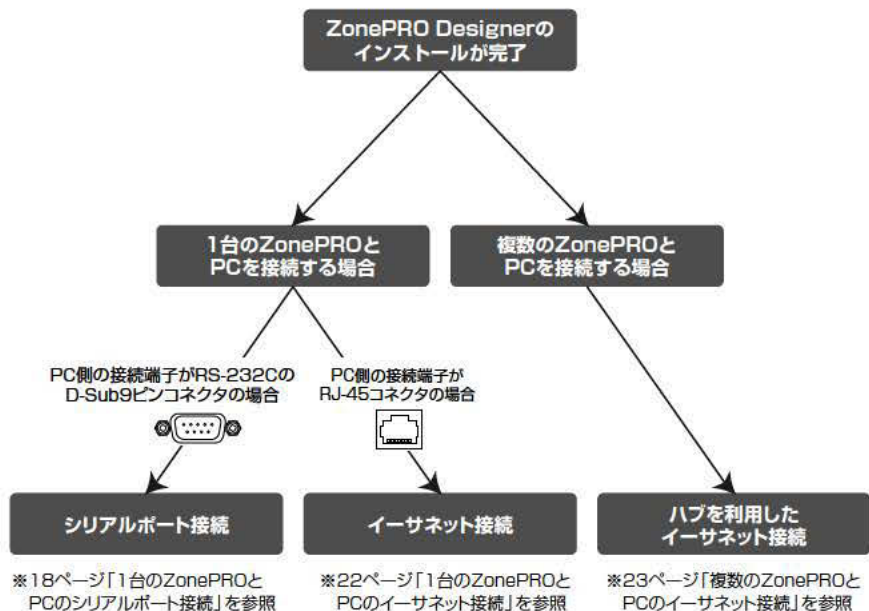 ZonePRO Designerの
インストールが完了
1台のZonePROと
PCを接続する場合
複数のZonePROと
PCを接続する場合
PC側の接続端子がRS-232Cの
D-Sub9ピンコネクタの場合
PC側の接続端子が
RJ-45コネクタの場合
シリアルポート接続
イーサネット接続
ハブを利用した
イーサネット接続
※18ページ「1台のZonePROと
PCのシリアルポート接続」を参照
※22ページ「1台のZonePROと
PCのイーサネット接続」を参照
※23ページ「複数のZonePROと
PCのイーサネット接続」を参照